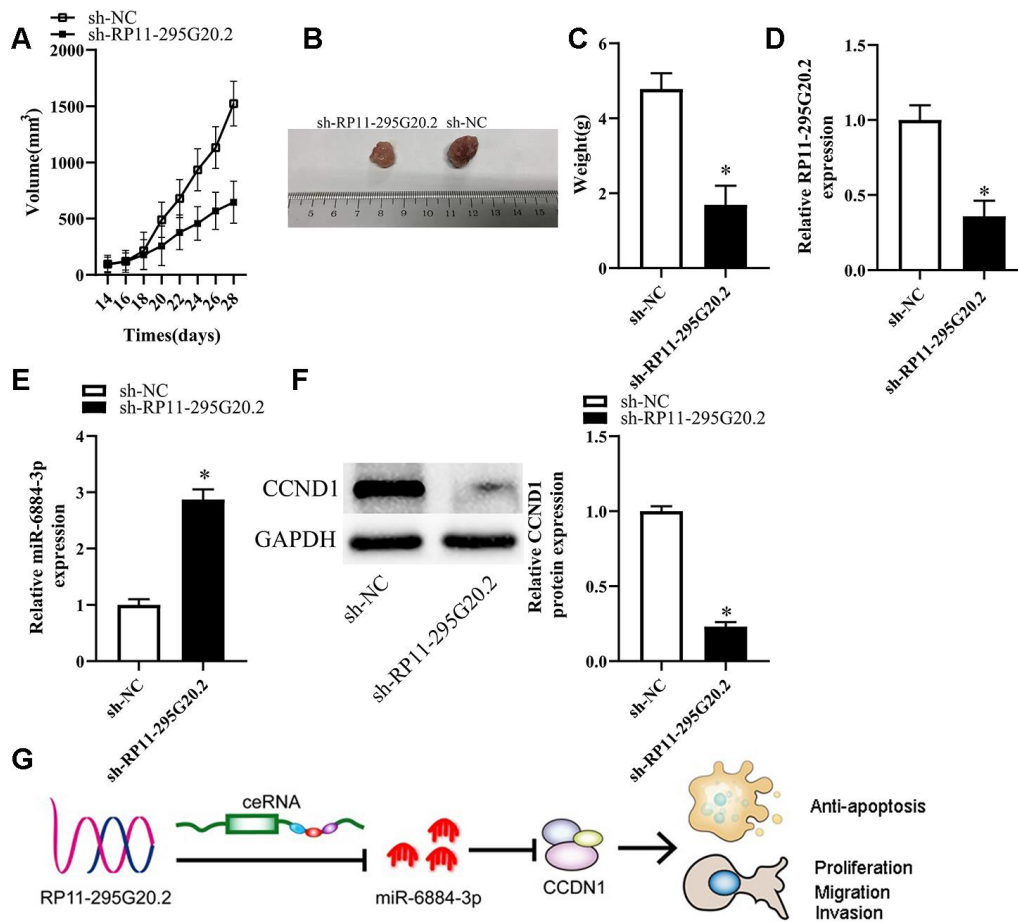 A
sh-NC
sh-RP11-295G20.2
Volume(mm3)
2000
1500
1000
500
0
14
16
18
20
22
24
26
28
Times(days)
B
sh-RP11-295G20.2 sh-NC
5 6 7 8 9 10 11 12 13 14 15
C
Weight(g)
6
4
2
0
*
sh-NC
sh-RP11-295G20.2
D
Relative RP11-295G20.2
expression
1.5
1.0
0.5
0.0
*
sh-NC
sh-RP11-295G20.2
E
sh-NC
sh-RP11-295G20.2
Relative miR-6884-3p
expression
4
3
2
1
0
*
sh-NC
sh-RP11-295G20.2
F
CCND1
GAPDH
sh-NC
sh-RP11-295G20.2
sh-NC
sh-RP11-295G20.2
Relative CCND1
protein expression
1.5
1.0
0.5
0.0
*
sh-NC
sh-RP11-295G20.2
G
RP11-295G20.2
ceRNA
miR-6884-3p
CCDN1
Anti-apoptosis
Proliferation
Migration
Invasion